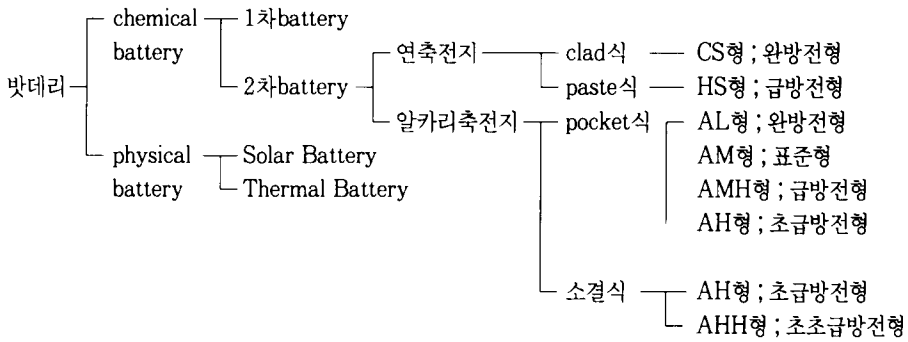 chemical 1차battery
battery 연축전지 clad식 CS형 ; 완방전형
밧데리 2차battery paste식 HS형 ; 급방전형
알카리축전지 pocket식 AL형 ; 완방전형
physical Solar Battery AM형 ; 표준형
battery Thermal Battery AMH형 ; 급방전형
AH형 ; 초급방전형
소결식 AH형 ; 초급방전형
AHH형 ; 초초급방전형